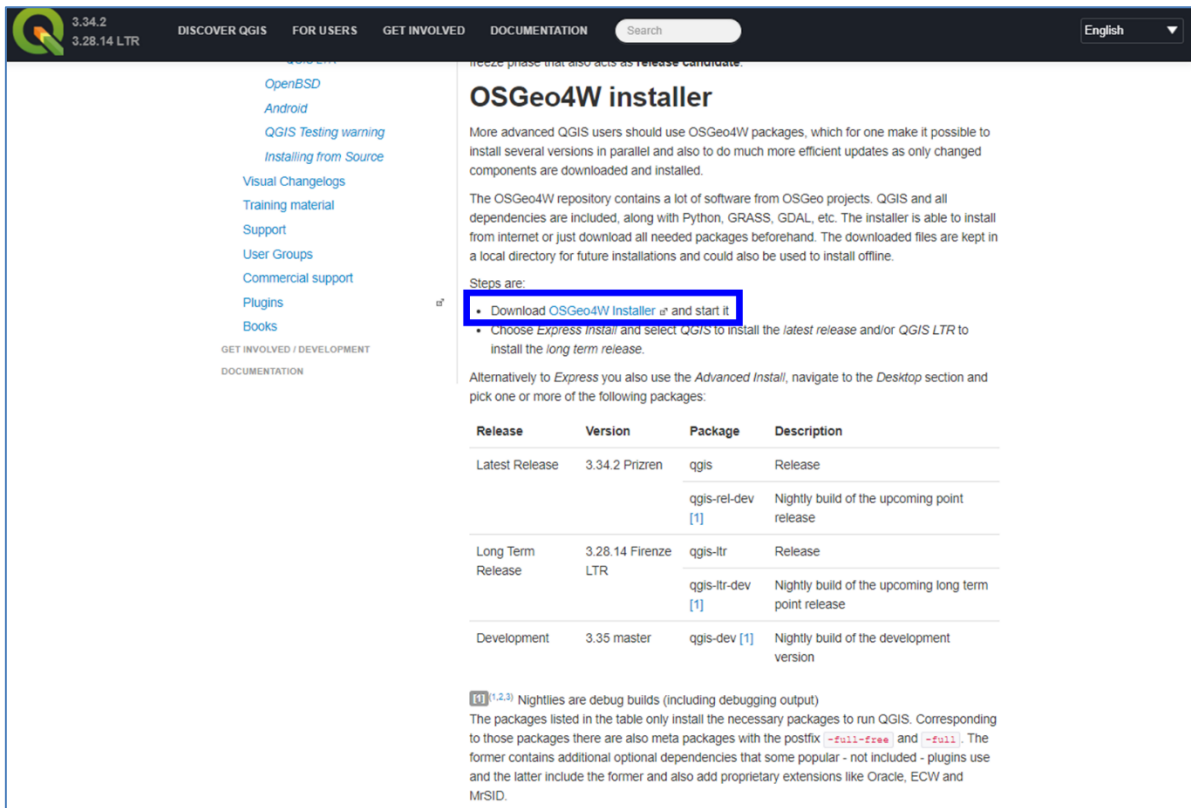 3.34.2
3.28.14 LTR
DISCOVER QGIS FOR USERS GET INVOLVED DOCUMENTATION Search English
OpenBSD
Android
QGIS Testing warning
Installing from Source
Visual Changelogs
Training material
Support
User Groups
Commercial support
Plugins
Books
GET INVOLVED / DEVELOPMENT
DOCUMENTATION
freeze phase that also acts as release candidate.
OSGeo4W installer
More advanced QGIS users should use OSGeo4W packages, which for one make it possible to
install several versions in parallel and also to do much more efficient updates as only changed
components are downloaded and installed.
The OSGeo4W repository contains a lot of software from OSGeo projects. QGIS and all
dependencies are included, along with Python, GRASS, GDAL, etc. The installer is able to install
from internet or just download all needed packages beforehand. The downloaded files are kept in
a local directory for future installations and could also be used to install offline.
Steps are:
• Download OSGeo4W Installer and start it
• Choose Express Install and select QGIS to install the latest release and/or QGIS LTR to
install the long term release.
Alternatively to Express you also use the Advanced Install, navigate to the Desktop section and
pick one or more of the following packages:
Release Version Package Description
Latest Release 3.34.2 Prizren qgis Release
qgis-rel-dev Nightly build of the upcoming point
[1] release
Long Term 3.28.14 Firenze qgis-ltr Release
Release LTR
qgis-ltr-dev Nightly build of the upcoming long term
[1] point release
Development 3.35 master qgis-dev [1] Nightly build of the development
version
[1] (1,2,3) Nightlies are debug builds (including debugging output)
The packages listed in the table only install the necessary packages to run QGIS. Corresponding
to those packages there are also meta packages with the postfix -full-free and -full. The
former contains additional optional dependencies that some popular - not included - plugins use
and the latter include the former and also add proprietary extensions like Oracle, ECW and
MrSID.